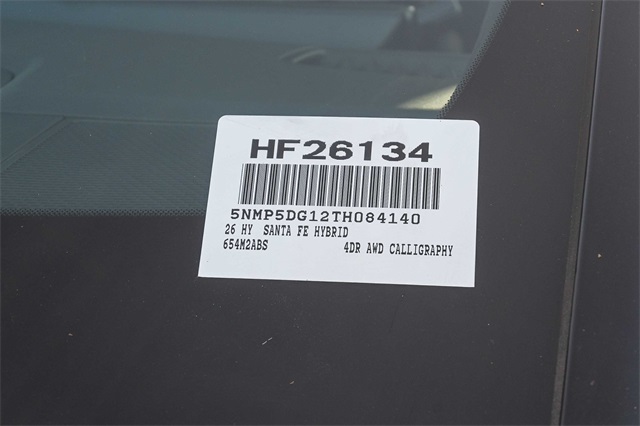 HF26134
5NMP5DG12TH084140
26 HY SANTA FE HYBRID
654M2ABS 4DR AWD CALLIGRAPHY